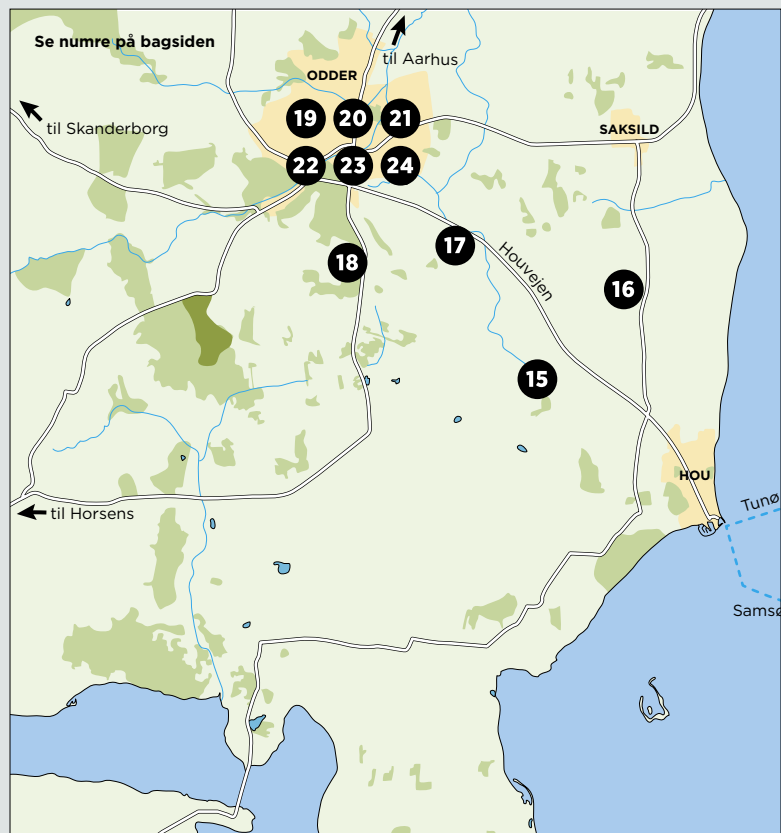 Se numre på bagsiden
til Aarhus
ODDER
til Skanderborg
19 20 21
SAKSILD
22 23 24
17
18
Houvejen
16
15
HOU
til Horsens
Tunø
Samsø